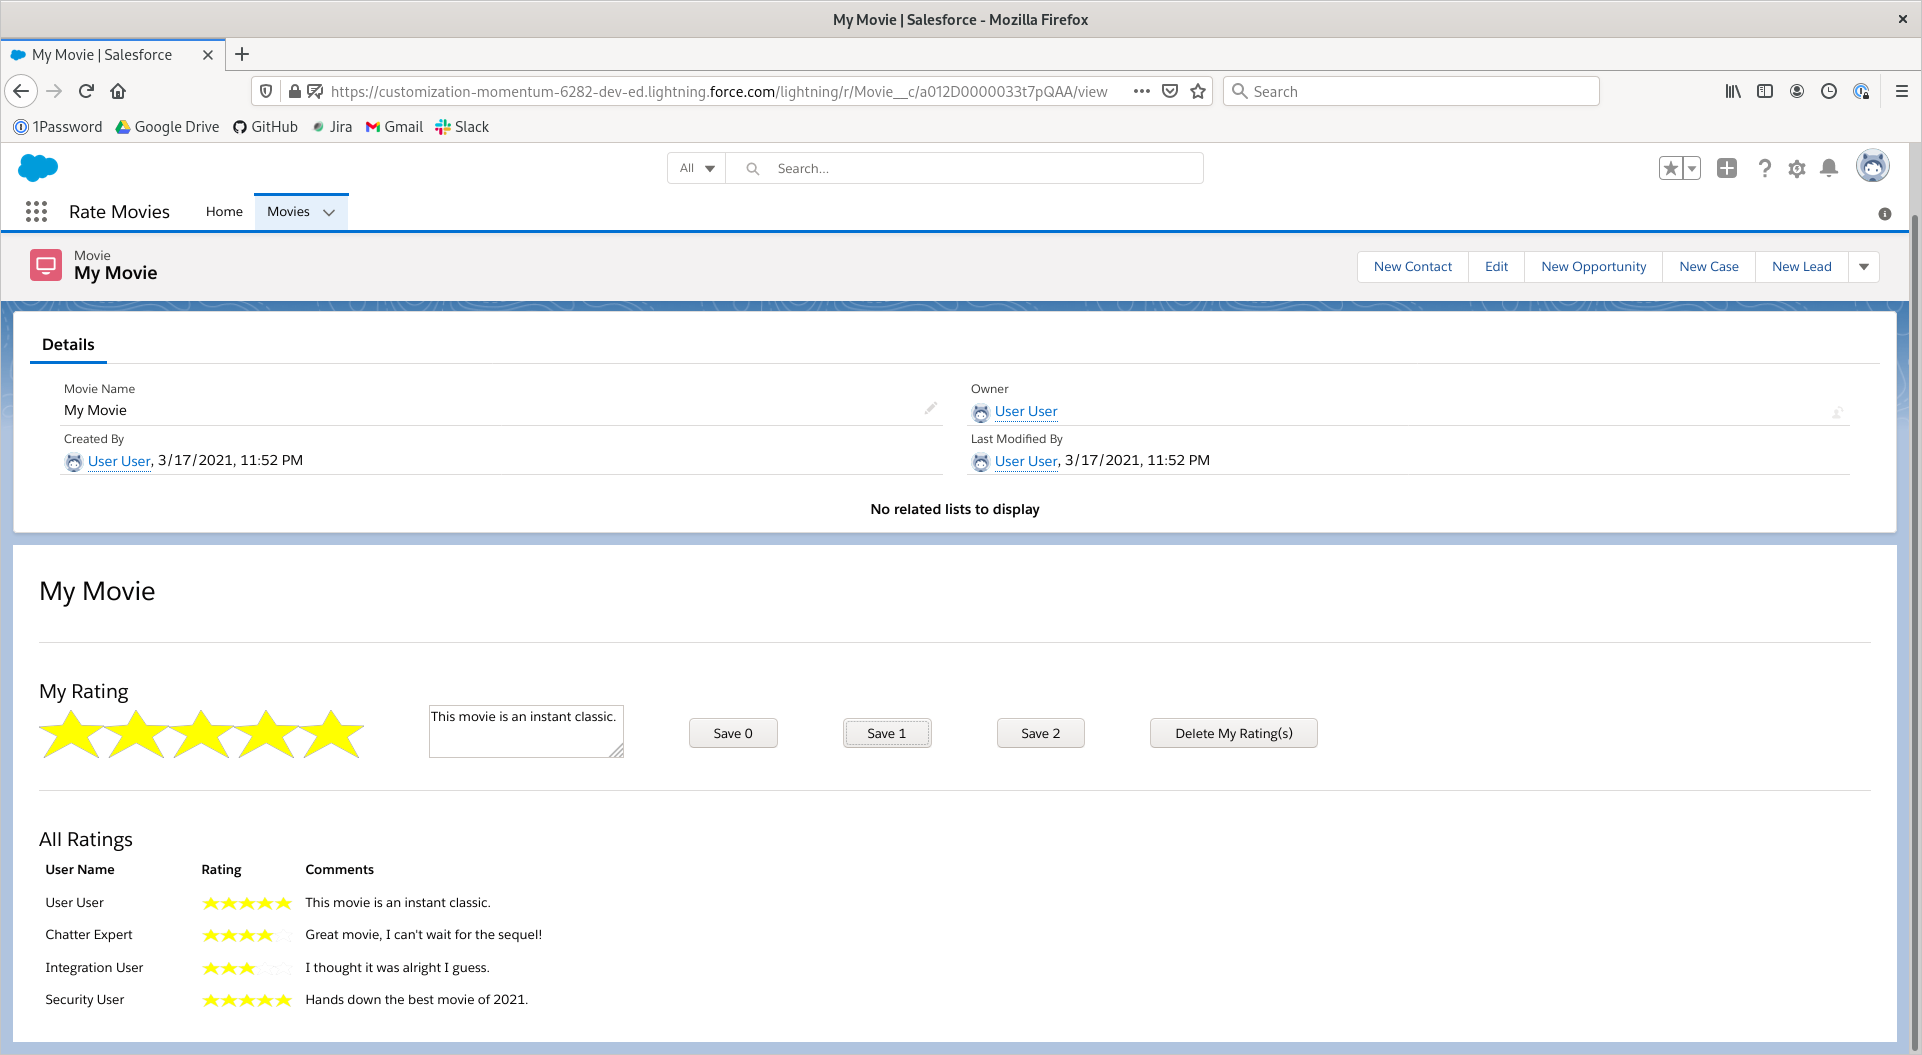 My Movie | Salesforce - Mozilla Firefox
My Movie | Salesforce
https://customization-momentum-6282-dev-ed.lightning.force.com/lightning/r/Movie__c/a012D0000033t7pQAA/view
Search
1Password Google Drive GitHub Jira Gmail Slack
All Search...
Rate Movies Home Movies
Movie
My Movie
New Contact Edit New Opportunity New Case New Lead
Details
Movie Name
My Movie
Owner
User User
Created By
User User, 3/17/2021, 11:52 PM
Last Modified By
User User, 3/17/2021, 11:52 PM
No related lists to display
My Movie
My Rating
This movie is an instant classic.
Save 0 Save 1 Save 2 Delete My Rating(s)
All Ratings
User Name Rating Comments
User User This movie is an instant classic.
Chatter Expert Great movie, I can't wait for the sequel!
Integration User I thought it was alright I guess.
Security User Hands down the best movie of 2021.